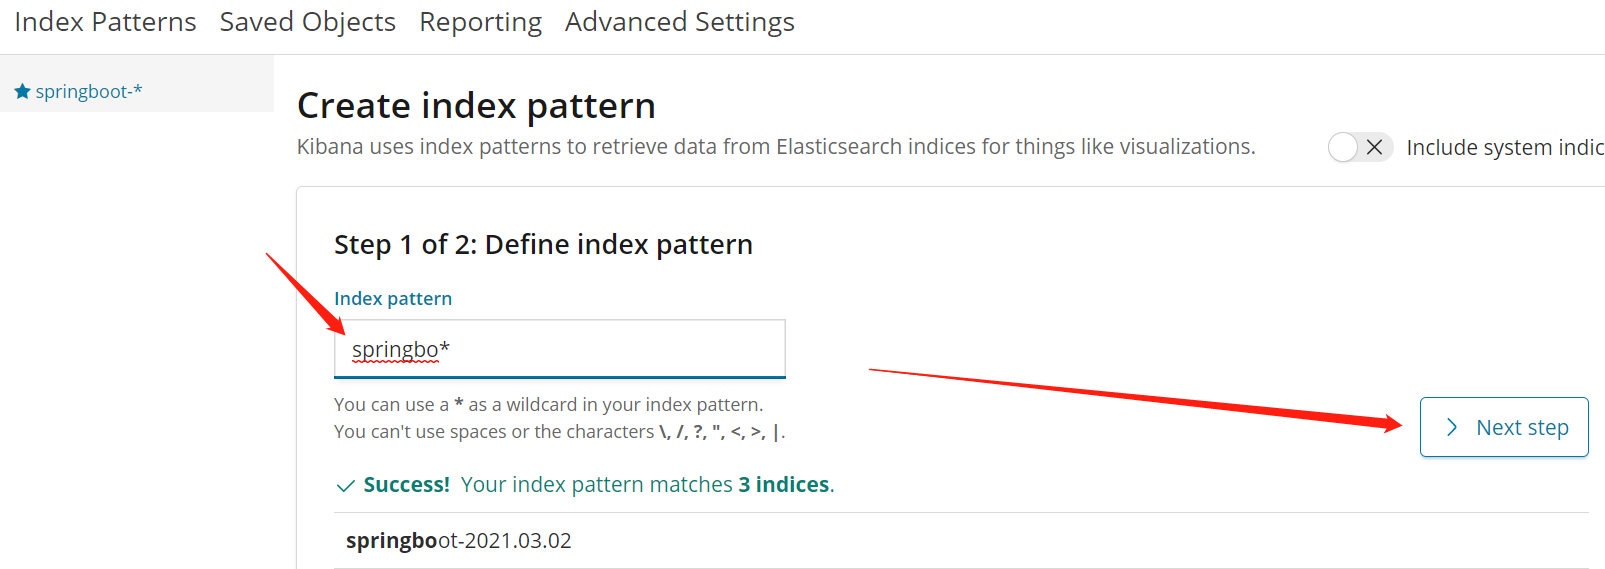 Index Patterns Saved Objects Reporting Advanced Settings
springboot-*
Create index pattern
Kibana uses index patterns to retrieve data from Elasticsearch indices for things like visualizations.
Include system indic
Step 1 of 2: Define index pattern
Index pattern
springbo*
You can use a * as a wildcard in your index pattern.
You can't use spaces or the characters \, /, ?, ", <, >, |.
Next step
Success! Your index pattern matches 3 indices.
springboot-2021.03.02